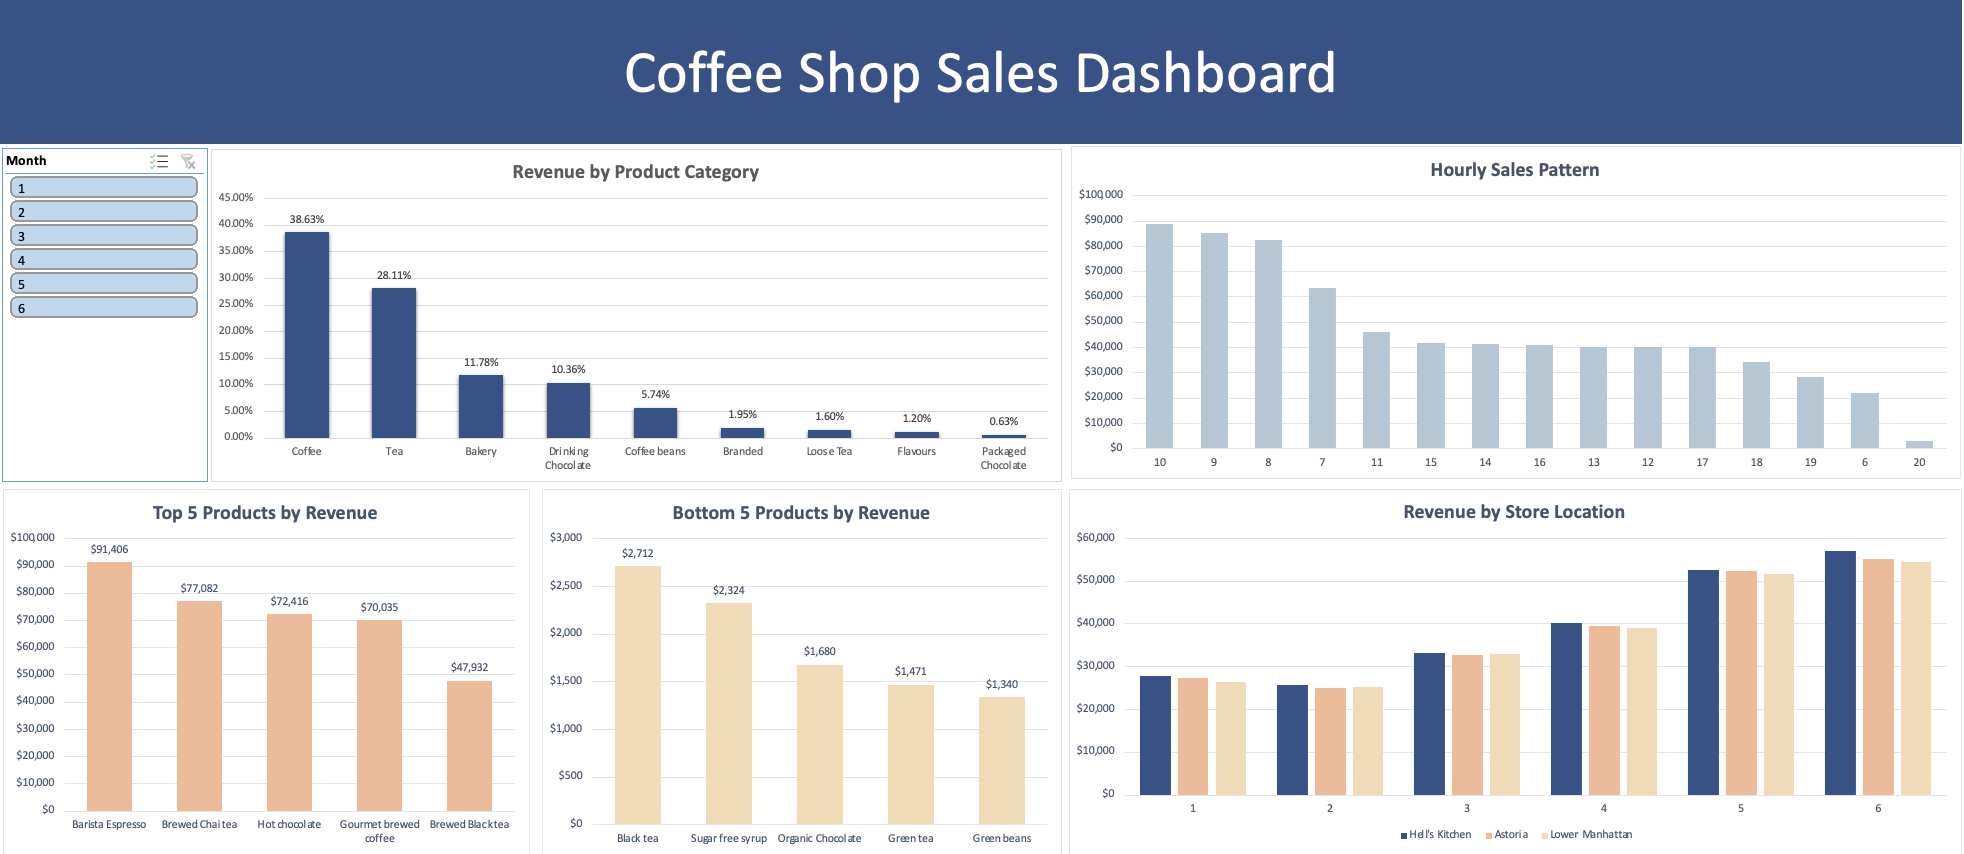 Coffee Shop Sales Dashboard
Month
1
2
3
4
5
6
Revenue by Product Category
45.00%
40.00%
35.00%
30.00%
25.00%
20.00%
15.00%
10.00%
5.00%
0.00%
38.63%
28.11%
11.78%
10.36%
5.74%
1.95%
1.60%
1.20%
0.63%
Coffee
Tea
Bakery
Drinking
Chocolate
Coffee beans
Branded
Loose Tea
Flavours
Packaged
Chocolate
Hourly Sales Pattern
$100,000
$90,000
$80,000
$70,000
$60,000
$50,000
$40,000
$30,000
$20,000
$10,000
$0
10 9 8 7 11 15 14 16 13 12 17 18 19 6 20
Top 5 Products by Revenue
$100,000
$90,000
$80,000
$70,000
$60,000
$50,000
$40,000
$30,000
$20,000
$10,000
$0
$91,406
$77,082
$72,416
$70,035
$47,932
Barista Espresso
Brewed Chai tea
Hot chocolate
Gourmet brewed
coffee
Brewed Black tea
Bottom 5 Products by Revenue
$3,000
$2,500
$2,000
$1,500
$1,000
$500
$0
$2,712
$2,324
$1,680
$1,471
$1,340
Black tea
Sugar free syrup
Organic Chocolate
Green tea
Green beans
Revenue by Store Location
$60,000
$50,000
$40,000
$30,000
$20,000
$10,000
$0
1 2 3 4 5 6
Hell's Kitchen Astoria Lower Manhattan